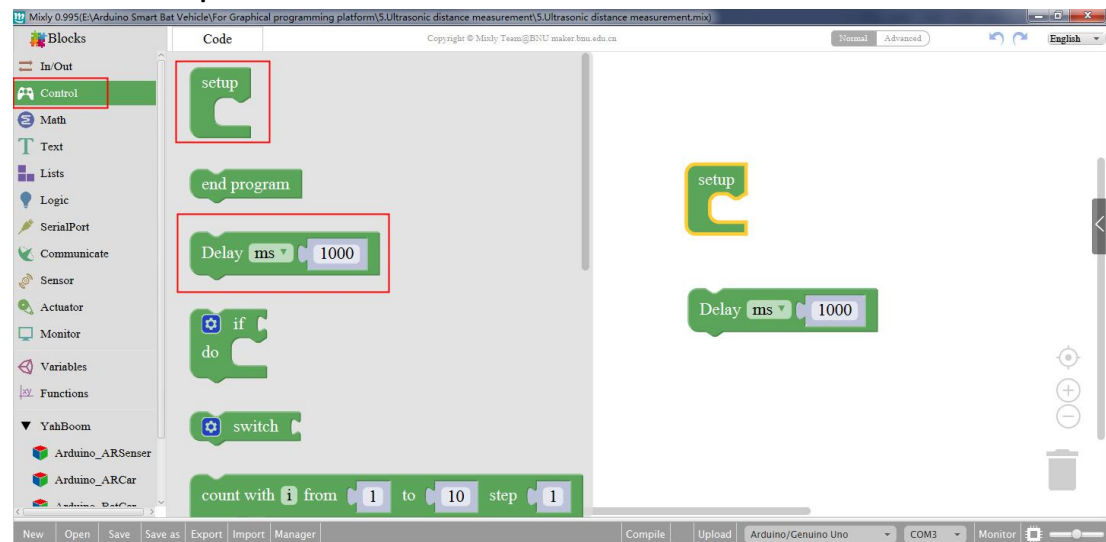 Mixly 0.995(E:\Arduino Smart Bat Vehicle\For Graphical programming platform\5.Ultrasonic distance measurement\5.Ultrasonic distance measurement.mix)
Blocks
Code
Copyright © Mixly Team@BNU maker.bnu.edu.cn
Normal Advanced
English
In/Out
Control
Math
Text
Lists
Logic
SerialPort
Communicate
Sensor
Actuator
Monitor
Variables
Functions
YahBoom
Arduino_ARSenser
Arduino_ARCar
setup
end program
Delay ms 1000
if
do
switch
count with i from 1 to 10 step 1
setup
Delay ms 1000
New Open Save Save as Export Import Manager Compile Upload Arduino/Genuino Uno COM3 Monitor